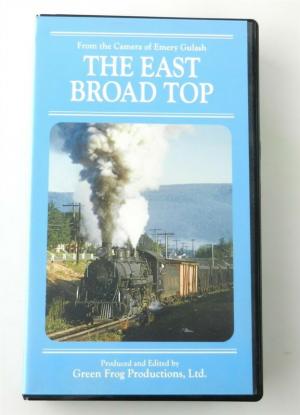 From the Camera of Emery Gulash
THE EAST
BROAD TOP
Produced and Edited by
Green Frog Productions, Ltd.